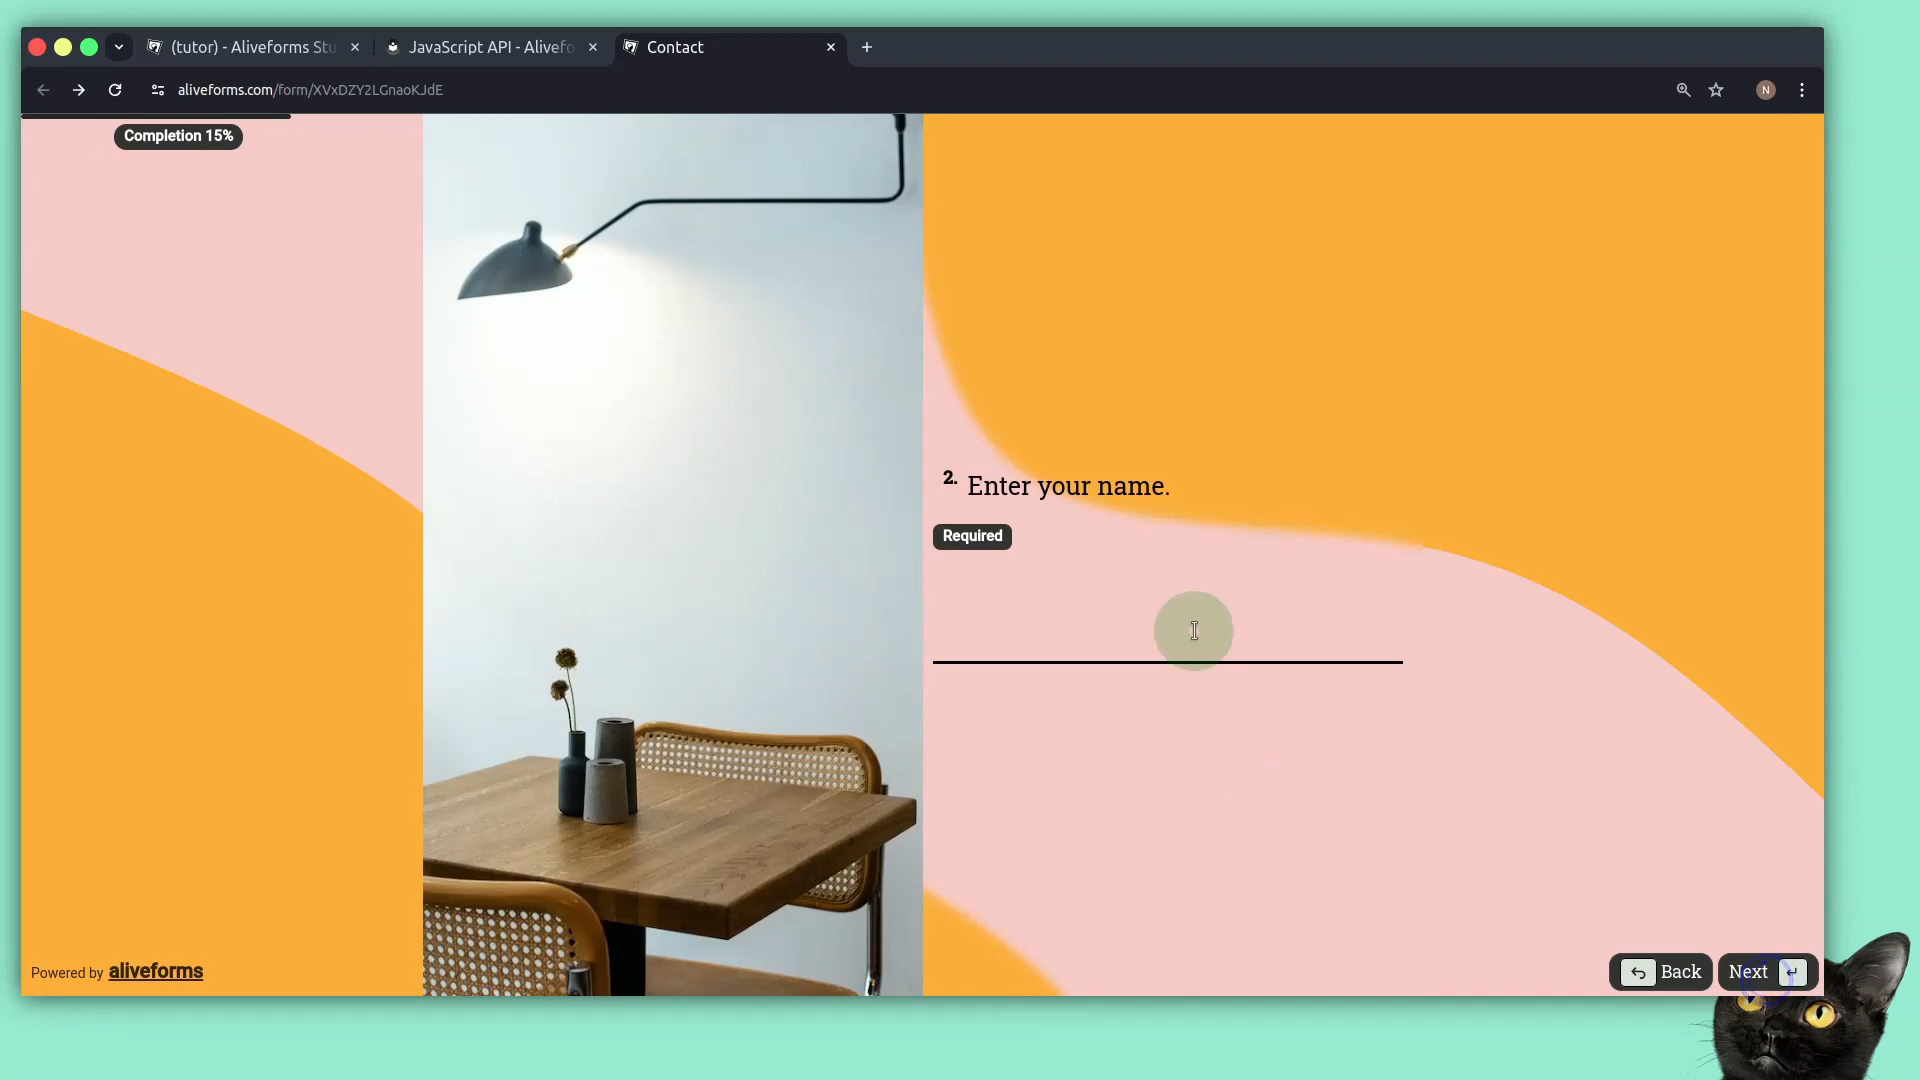 (tutor) - Aliveforms Stu
JavaScript API - Alivefo
Contact
aliveforms.com/form/XVxDZY2LGnaoKJdE
N
Completion 15%
2. Enter your name.
Required
Powered by aliveforms
Back
Next